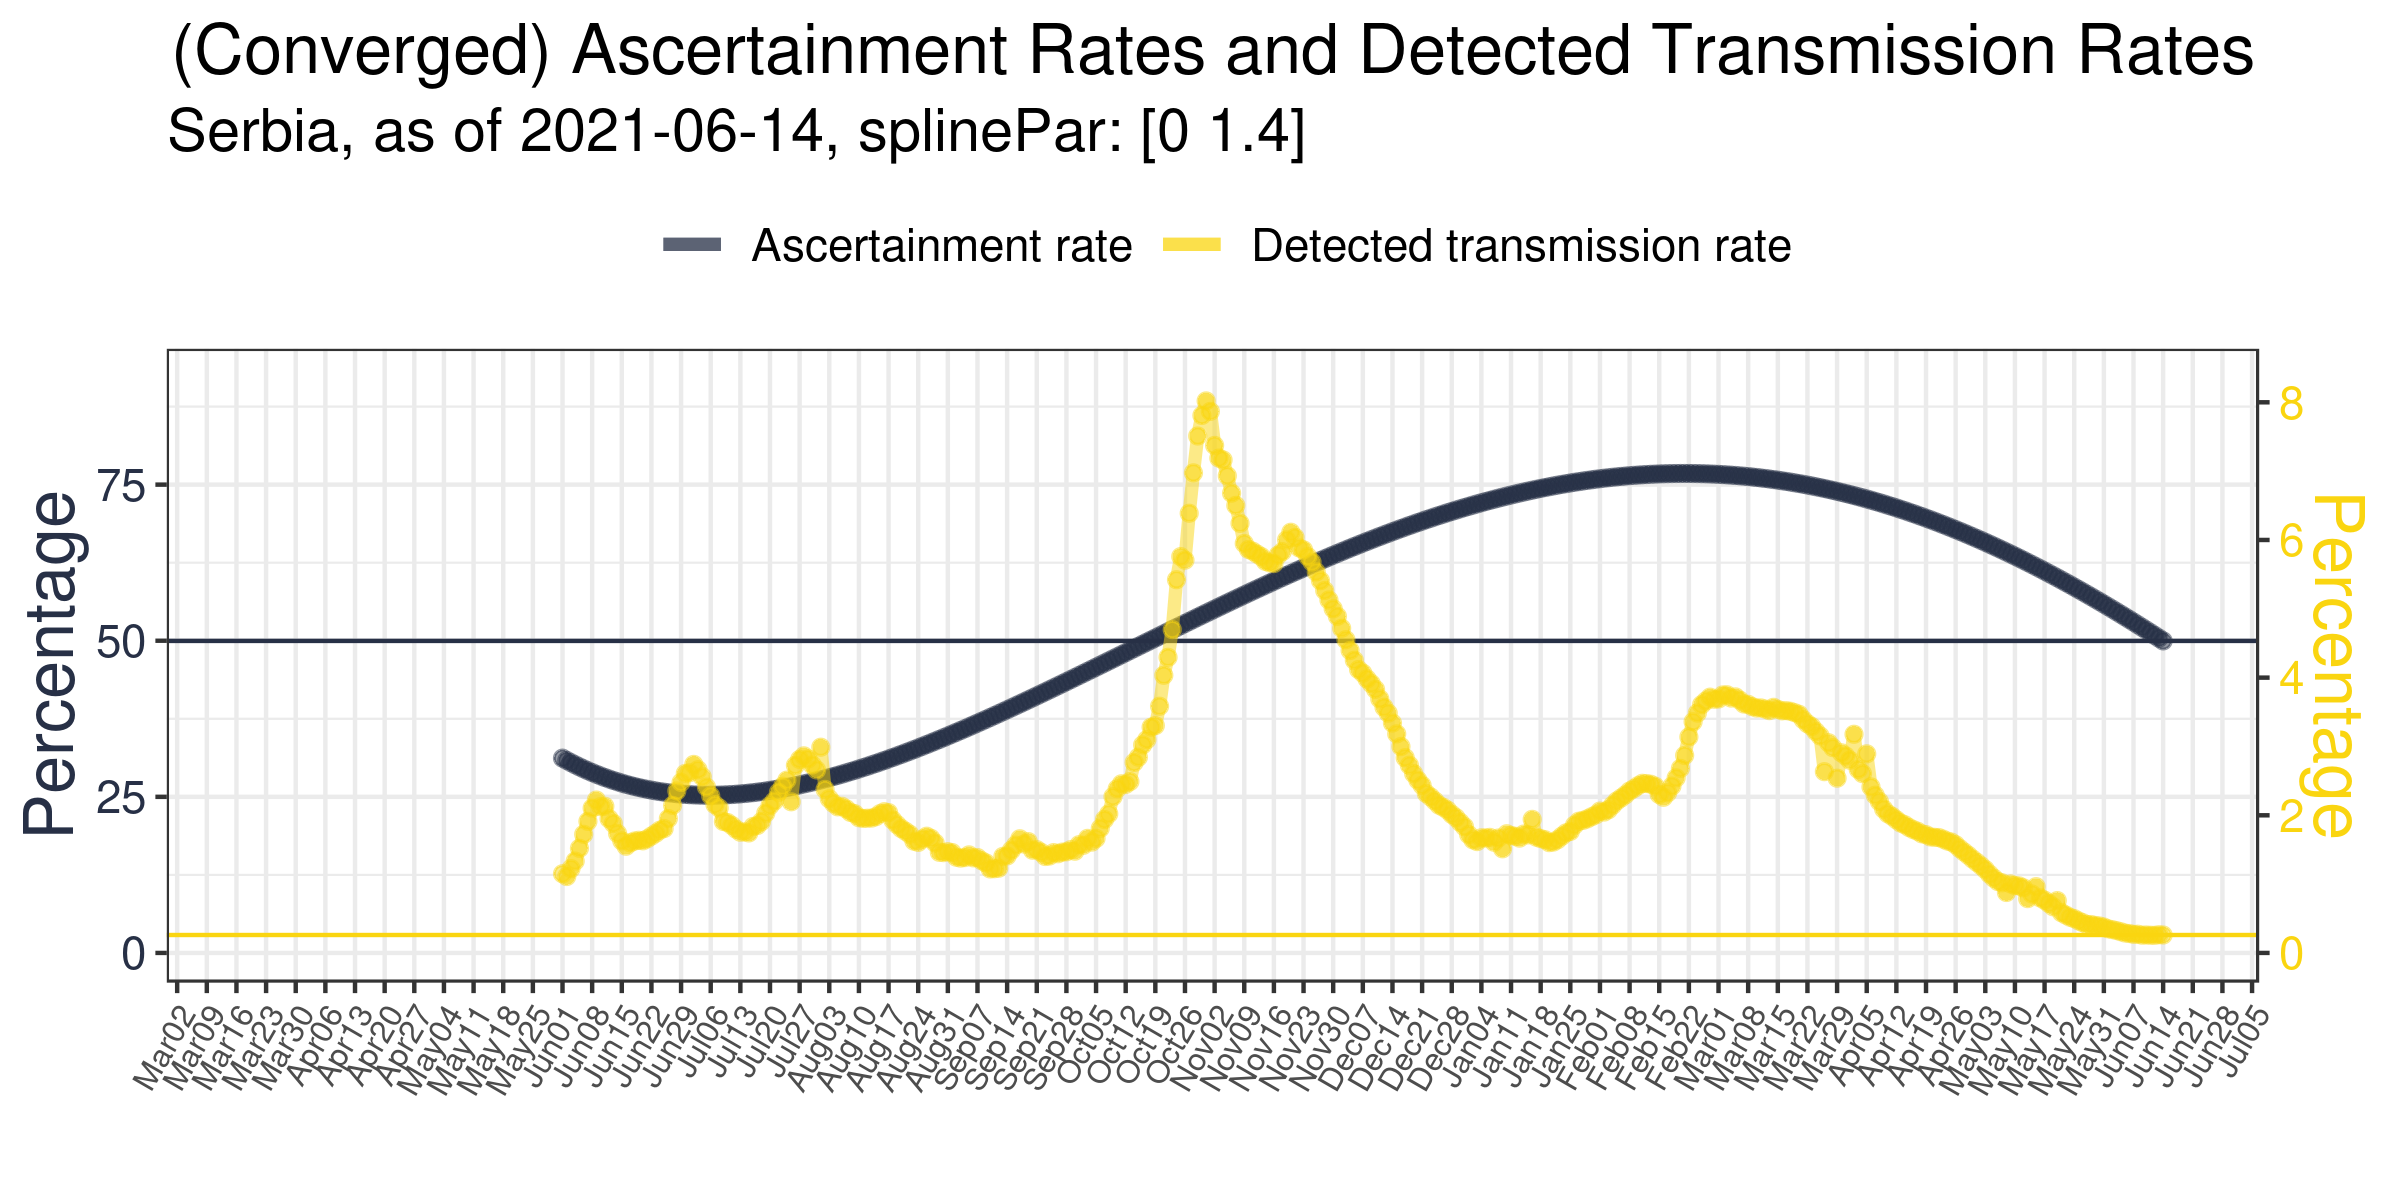 (Converged) Ascertainment Rates and Detected Transmission Rates
Serbia, as of 2021-06-14, splinePar: [0 1.4]
Ascertainment rate
Detected transmission rate
Percentage
75
50
25
0
8
6
4
2
0
Percentage
Mar02
Mar09
Mar16
Mar23
Mar30
Apr06
Apr13
Apr20
Apr27
May04
May11
May18
May25
Jun01
Jun08
Jun15
Jun22
Jun29
Jul06
Jul13
Jul20
Jul27
Aug03
Aug10
Aug17
Aug24
Aug31
Sep07
Sep14
Sep21
Sep28
Oct05
Oct12
Oct19
Oct26
Nov02
Nov09
Nov16
Nov23
Nov30
Dec07
Dec14
Dec21
Dec28
Jan04
Jan11
Jan18
Jan25
Feb01
Feb08
Feb15
Feb22
Mar01
Mar08
Mar15
Mar22
Mar29
Apr05
Apr12
Apr19
Apr26
May03
May10
May17
May24
May31
Jun07
Jun14
Jun21
Jun28
Jul05